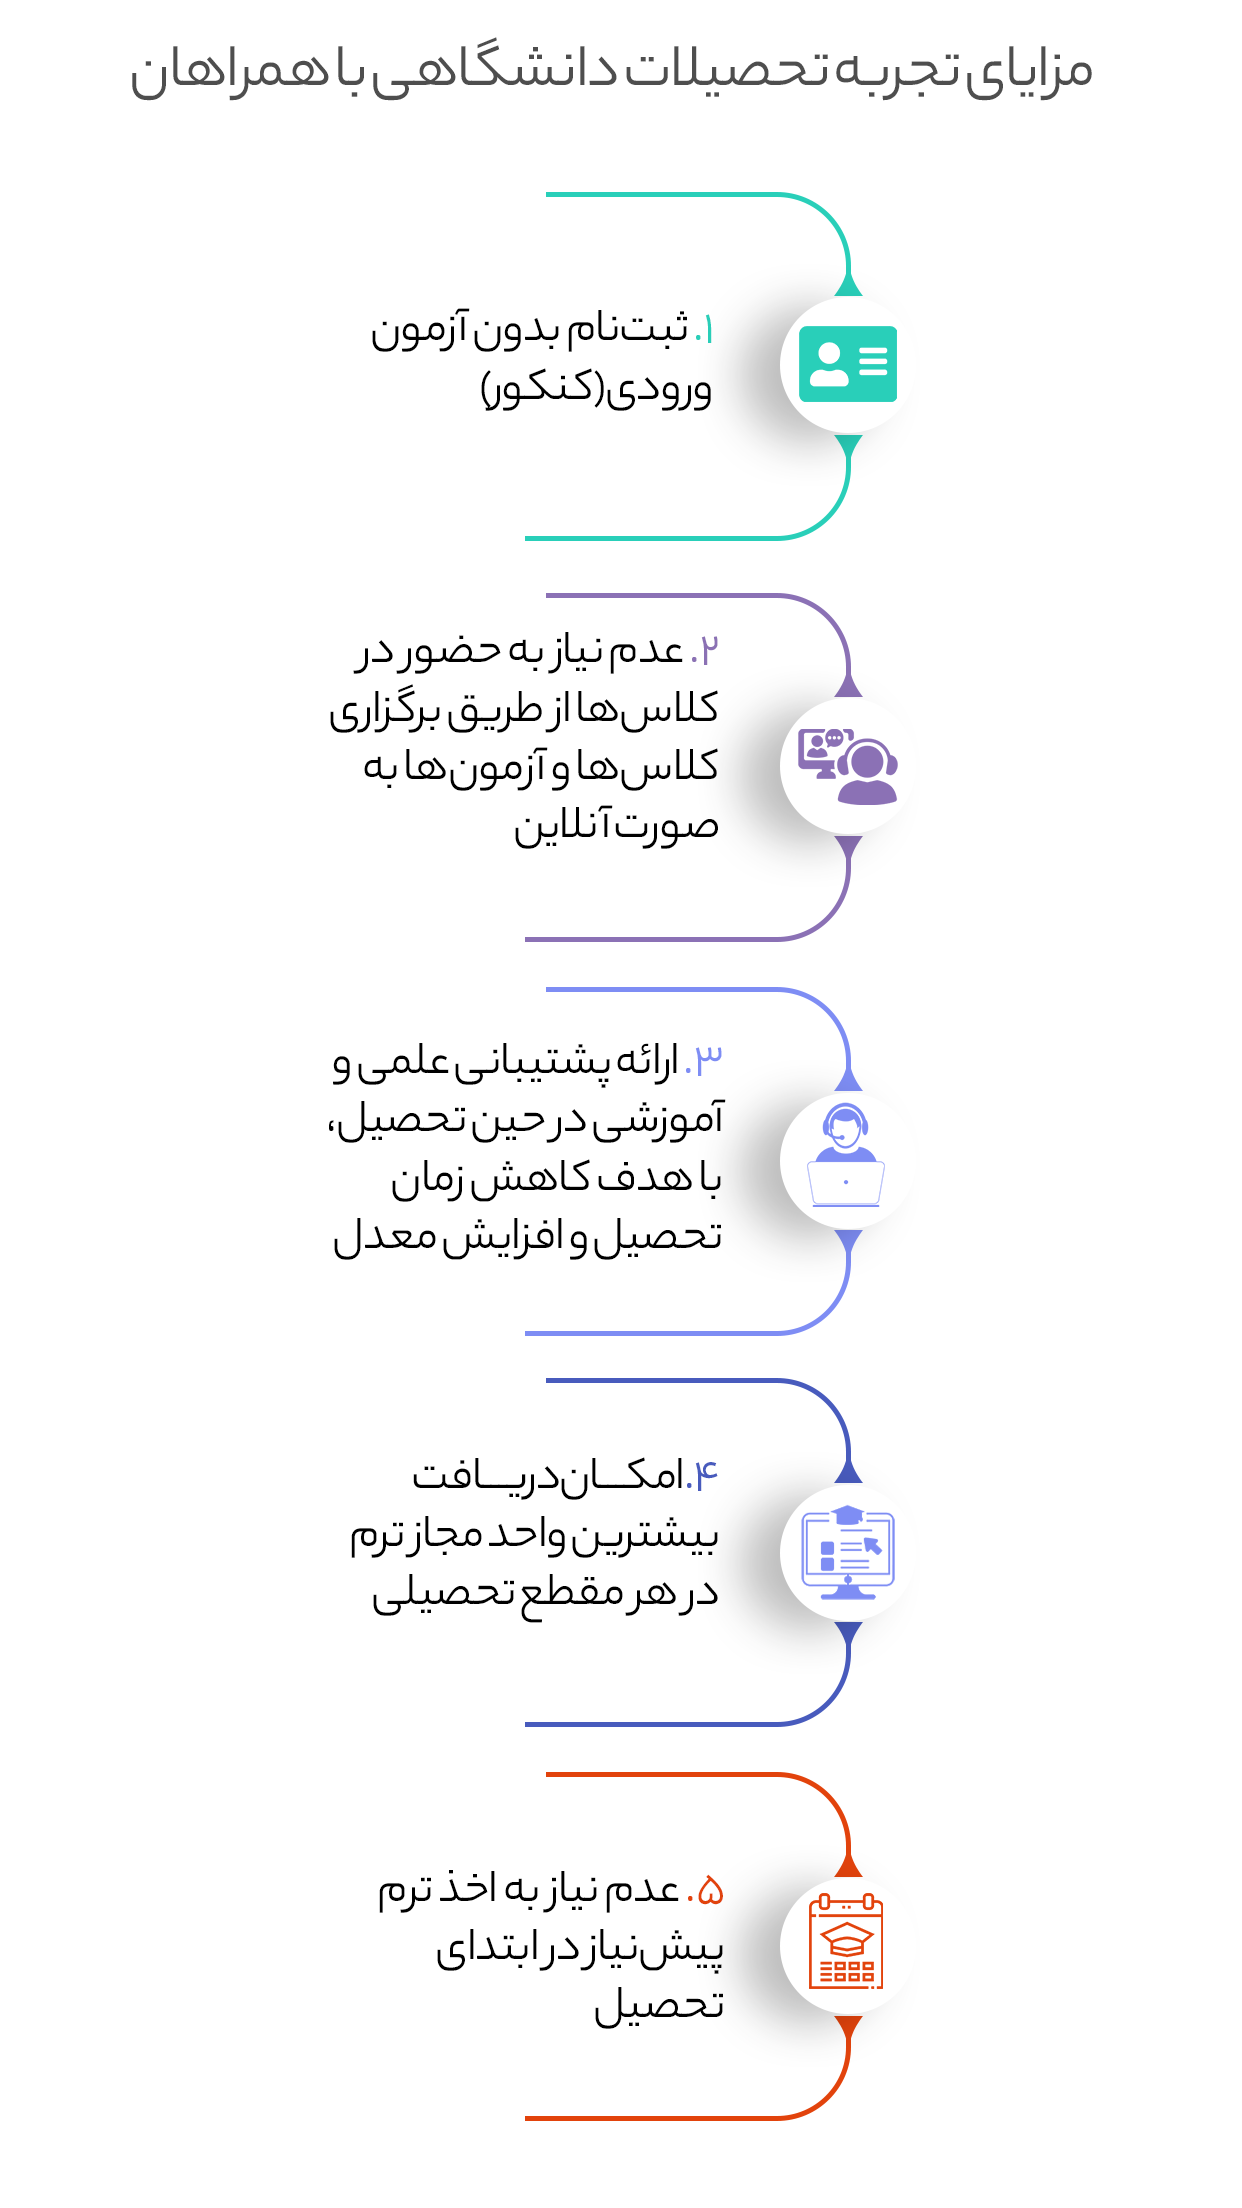 مزایای تجربه تحصیلات دانشگاهی با همراهان
۱. ثبت‌نام بدون آزمون
ورودی(کنکور)
۲. عدم نیاز به حضور در
کلاس‌ها از طریق برگزاری
کلاس‌ها و آزمون‌ها به
صورت آنلاین
۳. ارائه پشتیبانی علمی و
آموزشی در حین تحصیل،
با هدف کاهش زمان
تحصیل و افزایش معدل
۴.امکــان‌دریــافت
بیشترین واحد مجاز ترم
در هر مقطع تحصیلی
۵. عدم نیاز به اخذ ترم
پیش‌نیاز در ابتدای
تحصیل